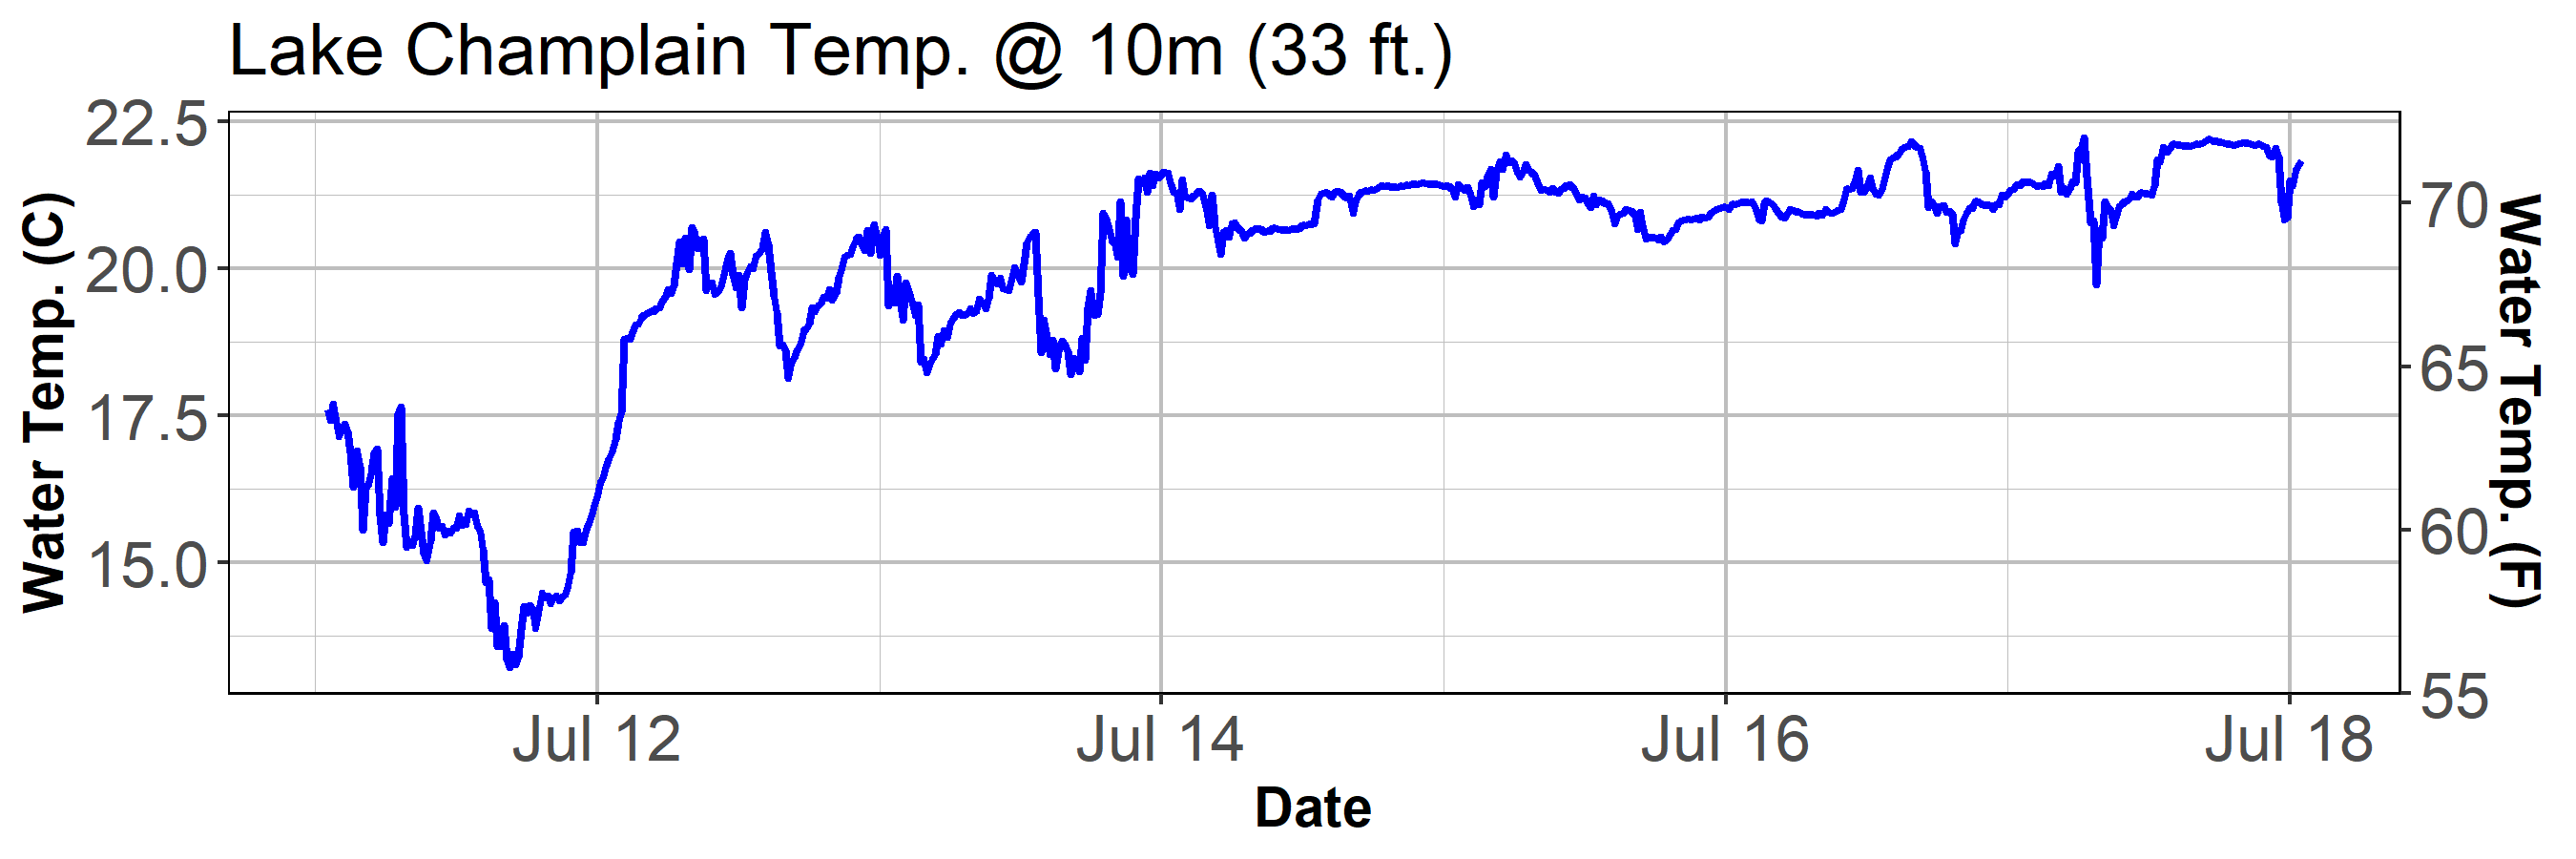 Lake Champlain Temp. @ 10m (33 ft.)
Water Temp. (C)
22.5
20.0
17.5
15.0
70
65
60
55
Water Temp. (F)
Jul 12
Jul 14
Jul 16
Jul 18
Date